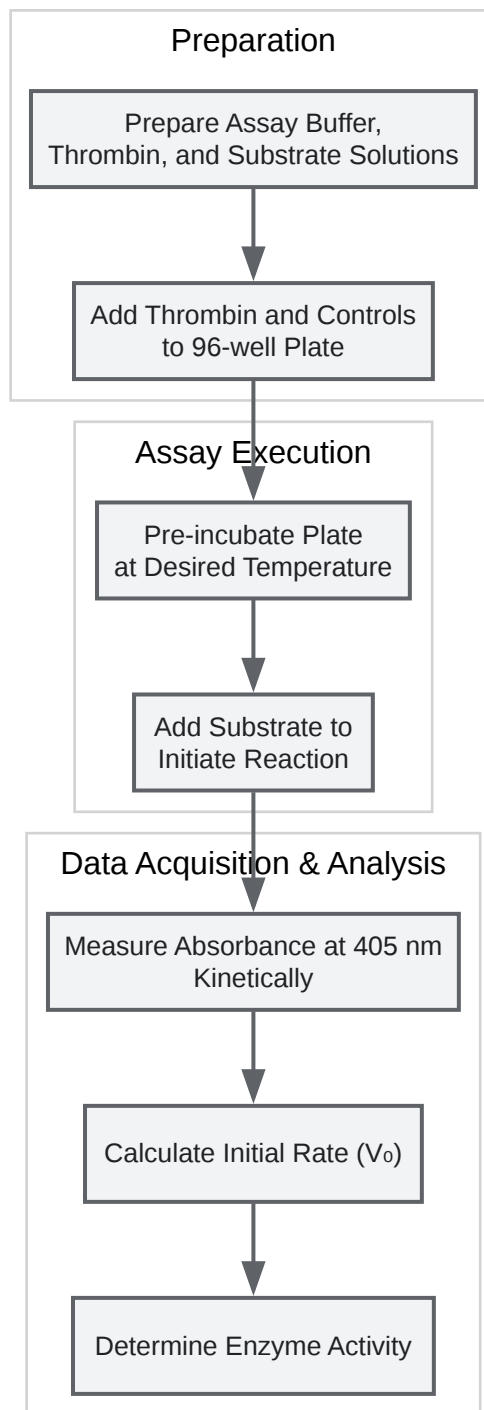 Preparation
Prepare Assay Buffer,
Thrombin, and Substrate Solutions
Add Thrombin and Controls
to 96-well Plate
Assay Execution
Pre-incubate Plate
at Desired Temperature
Add Substrate to
Initiate Reaction
Data Acquisition & Analysis
Measure Absorbance at 405 nm
Kinetically
Calculate Initial Rate (V₀)
Determine Enzyme Activity